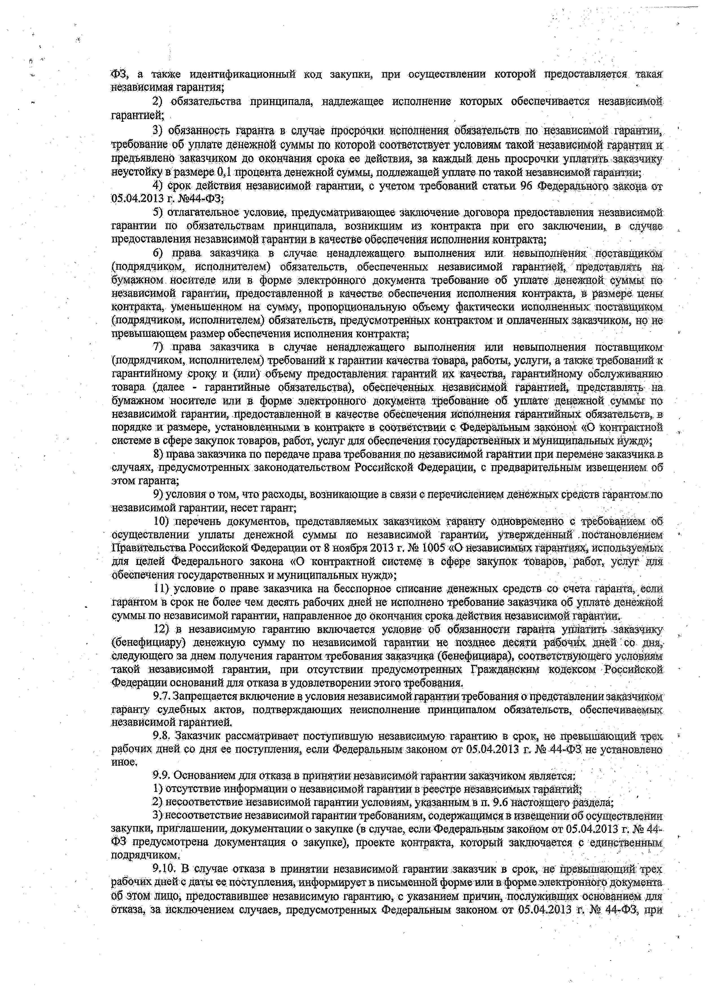 ФЗ, а также идентификационный код закупки, при осуществлении которой предоставляется такая
независимая гарантия;
2) обязательства принципала, надлежащее исполнение которых обеспечивается независимой
гарантией;
3) обязанность гаранта в случае просрочки исполнения обязательств по независимой гарантии,
требование об уплате денежной суммы по которой соответствует условиям такой независимой гарантии и
предъявлено заказчиком до окончания срока ее действия, за каждый день просрочки уплатить заказчику
неустойку в размере 0,1 процента денежной суммы, подлежащей уплате по такой независимой гарантии;
4) срок действия независимой гарантии, с учетом требований статьи 96 Федерального закона от
05.04.2013 г. №44-ФЗ;
5) отлагательное условие, предусматривающее заключение договора предоставления независимой
гарантии по обязательствам принципала, возникшим из контракта при его заключении, в случае
предоставления независимой гарантии в качестве обеспечения исполнения контракта;
6) права заказчика в случае ненадлежащего выполнения или невыполнения поставщиком
(подрядчиком, исполнителем) обязательств, обеспеченных независимой гарантией, представлять на
бумажном носителе или в форме электронного документа требование об уплате денежной суммы по
независимой гарантии, предоставленной в качестве обеспечения исполнения контракта, в размере цены
контракта, уменьшенном на сумму, пропорциональную объему фактически исполненных поставщиком
(подрядчиком, исполнителем) обязательств, предусмотренных контрактом и оплаченных заказчиком, но не
превышающем размер обеспечения исполнения контракта;
7) права заказчика в случае ненадлежащего выполнения или невыполнения поставщиком
(подрядчиком, исполнителем) требований к гарантии качества товара, работы, услуги, а также требований к
гарантийному сроку и (или) объему предоставления гарантий их качества, гарантийному обслуживанию
товара (далее - гарантийные обязательства), обеспеченных независимой гарантией, представлять на
бумажном носителе или в форме электронного документа требование об уплате денежной суммы по
независимой гарантии, предоставленной в качестве обеспечения исполнения гарантийных обязательств, в
порядке и размере, установленными в контракте в соответствии с Федеральным законом «О контрактной
системе в сфере закупок товаров, работ, услуг для обеспечения государственных и муниципальных нужд»;
8) права заказчика по передаче права требования по независимой гарантии при перемене заказчика в
случаях, предусмотренных законодательством Российской Федерации, с предварительным извещением об
этом гаранта;
9) условия о том, что расходы, возникающие в связи с перечислением денежных средств гарантом по
независимой гарантии, несет гарант;
10) перечень документов, представляемых заказчиком гаранту одновременно с требованием об
осуществлении уплаты денежной суммы по независимой гарантии, утвержденный постановлением
Правительства Российской Федерации от 8 ноября 2013 г. № 1005 «О независимых гарантиях, используемых
для целей Федерального закона «О контрактной системе в сфере закупок товаров, работ, услуг для
обеспечения государственных и муниципальных нужд»;
11) условие о праве заказчика на бесспорное списание денежных средств со счета гаранта, если
гарантом в срок не более чем десять рабочих дней не исполнено требование заказчика об уплате денежной
суммы по независимой гарантии, направленное до окончания срока действия независимой гарантии.
12) в независимую гарантию включается условие об обязанности гаранта уплатить заказчику
(бенефициару) денежную сумму по независимой гарантии не позднее десяти рабочих дней со дня,
следующего за днем получения гарантом требования заказчика (бенефициара), соответствующего условиям
такой независимой гарантии, при отсутствии предусмотренных Гражданским кодексом Российской
Федерации оснований для отказа в удовлетворении этого требования.
9.7. Запрещается включение в условия независимой гарантии требования о представлении заказчиком
гаранту судебных актов, подтверждающих неисполнение принципалом обязательств, обеспечиваемых
независимой гарантией.
9.8. Заказчик рассматривает поступившую независимую гарантию в срок, не превышающий трех
рабочих дней со дня ее поступления, если Федеральным законом от 05.04.2013 г. № 44-ФЗ не установлено
иное.
9.9. Основанием для отказа в принятии независимой гарантии заказчиком является:
1) отсутствие информации о независимой гарантии в реестре независимых гарантий;
2) несоответствие независимой гарантии условиям, указанным в п. 9.6 настоящего раздела;
3) несоответствие независимой гарантии требованиям, содержащимся в извещении об осуществлении
закупки, приглашении, документации о закупке (в случае, если Федеральным законом от 05.04.2013 г. № 44-
ФЗ предусмотрена документация о закупке), проекте контракта, который заключается с единственным
подрядчиком.
9.10. В случае отказа в принятии независимой гарантии заказчик в срок, не превышающий трех
рабочих дней с даты ее поступления, информирует в письменной форме или в форме электронного документа
об этом лицо, предоставившее независимую гарантию, с указанием причин, послуживших основанием для
отказа, за исключением случаев, предусмотренных Федеральным законом от 05.04.2013 г. № 44-ФЗ, при